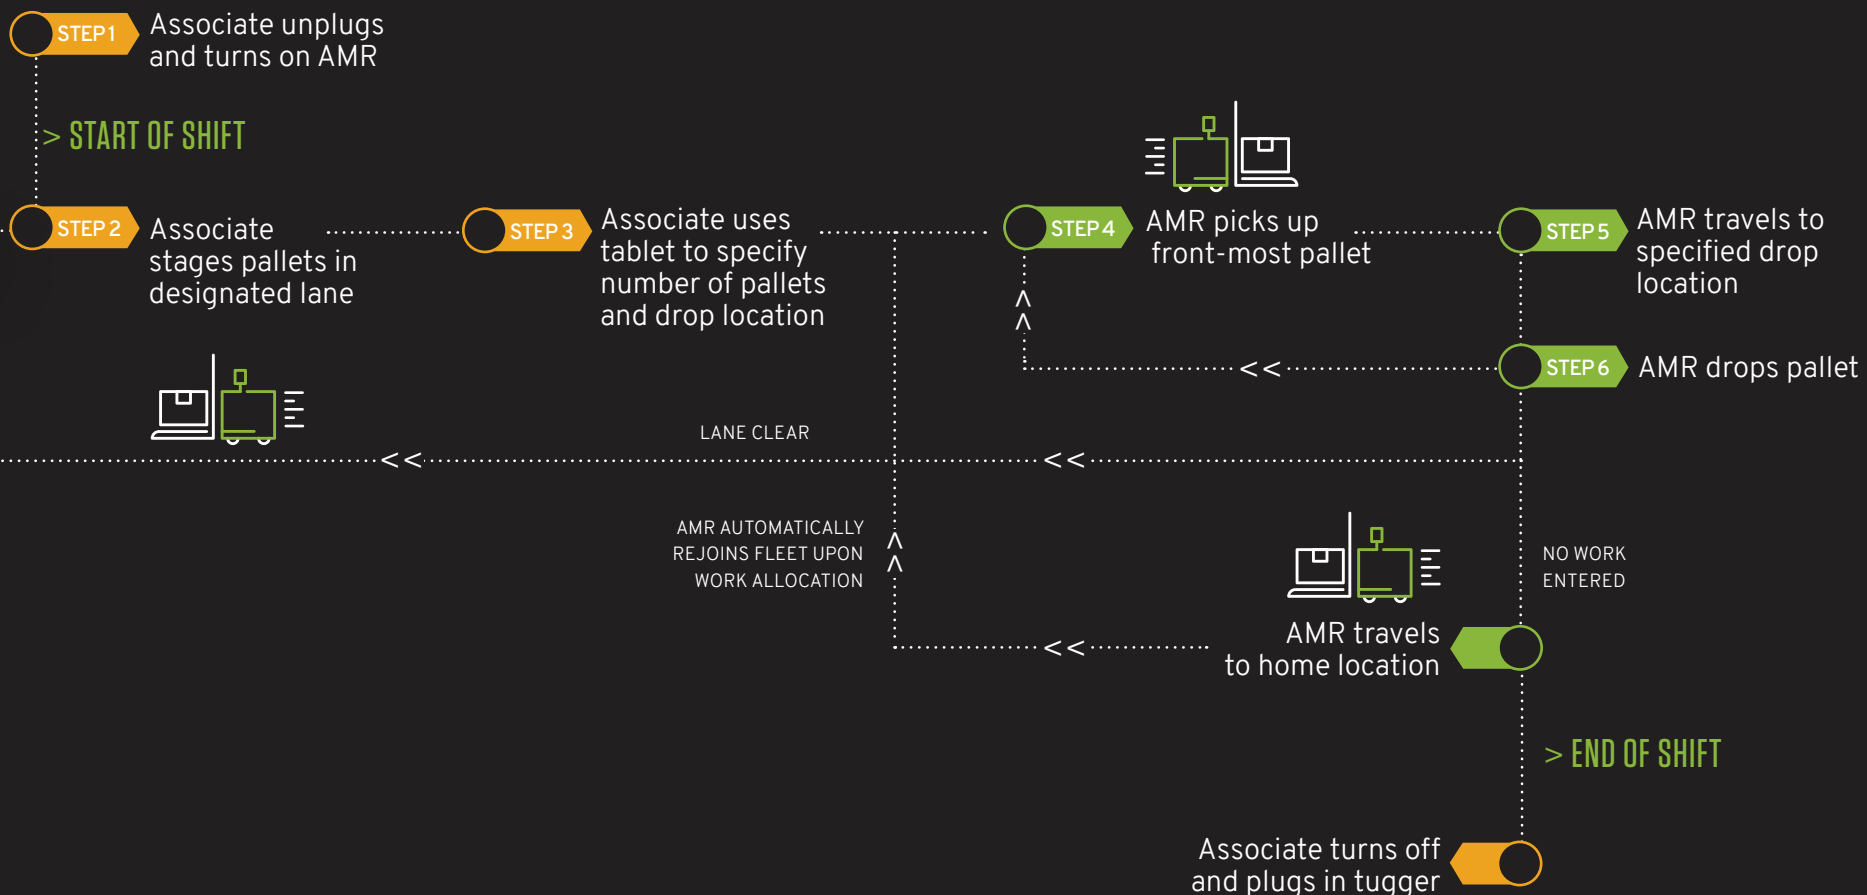 STEP 1
Associate unplugs
and turns on AMR
> START OF SHIFT
STEP 2
Associate
stages pallets in
designated lane
STEP 3
Associate uses
tablet to specify
number of pallets
and drop location
STEP 4
AMR picks up
front-most pallet
STEP 5
AMR travels to
specified drop
location
STEP 6
AMR drops pallet
<<
LANE CLEAR
<<
<<
AMR AUTOMATICALLY
REJOINS FLEET UPON
WORK ALLOCATION
NO WORK
ENTERED
AMR travels
to home location
<<
> END OF SHIFT
Associate turns off
and plugs in tugger